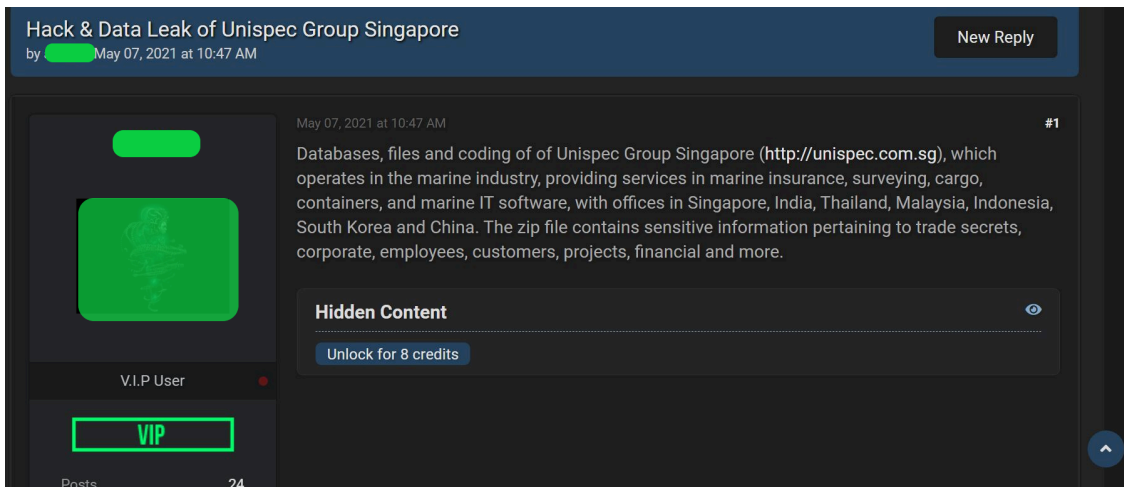 Hack & Data Leak of Unispec Group Singapore
by May 07, 2021 at 10:47 AM
New Reply
May 07, 2021 at 10:47 AM
#1
Databases, files and coding of of Unispec Group Singapore (http://unispec.com.sg), which
operates in the marine industry, providing services in marine insurance, surveying, cargo,
containers, and marine IT software, with offices in Singapore, India, Thailand, Malaysia, Indonesia,
South Korea and China. The zip file contains sensitive information pertaining to trade secrets,
corporate, employees, customers, projects, financial and more.
Hidden Content
Unlock for 8 credits
V.I.P User
VIP
Posts 24